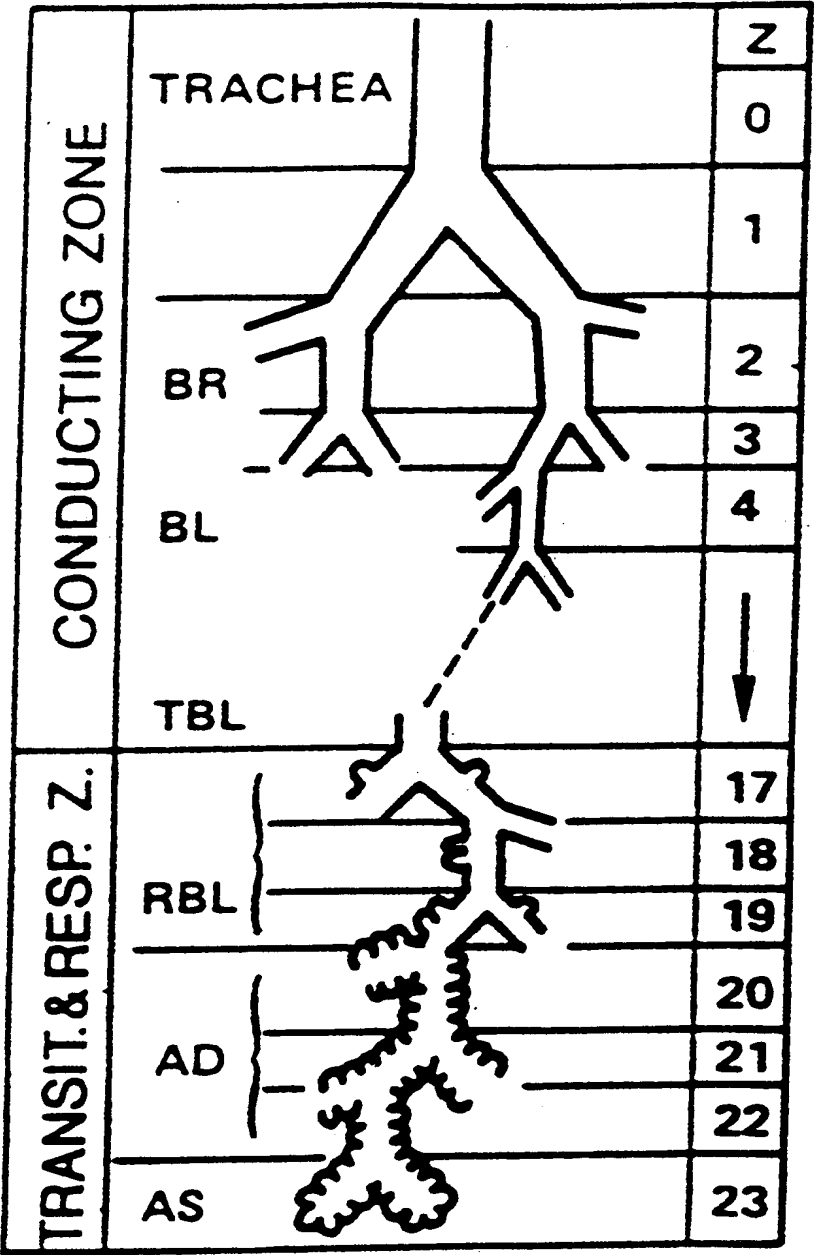 CONDUCTING ZONE
TRANSIT. & RESP. Z.
Z
TRACHEA
0
1
BR
2
3
BL
4
TBL
17
RBL
18
19
20
AD
21
22
AS
23